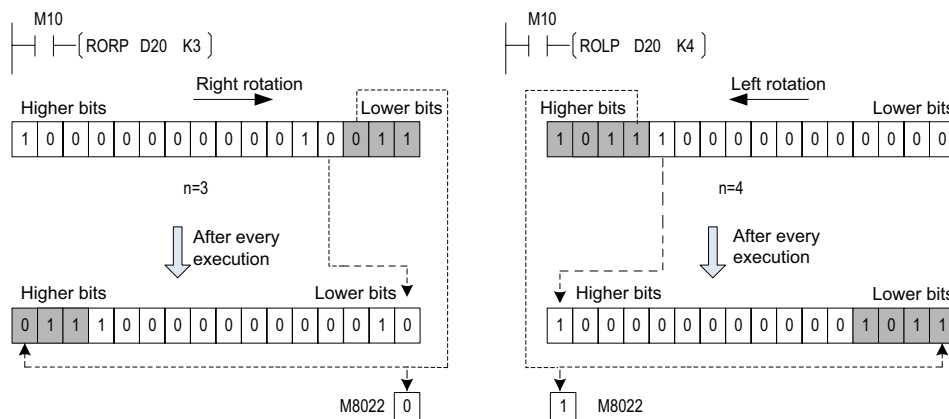 M10 M10
RORP D20 K3 ROLP D20 K4
Right rotation Left rotation
Higher bits Lower bits Higher bits Lower bits
1 0 0 0 0 0 0 0 0 0 0 1 0 0 1 1 1 0 1 1 1 0 0 0 0 0 0 0 0 0 0 0
n=3 n=4
After every After every
execution execution
Higher bits Lower bits Higher bits Lower bits
0 1 1 1 0 0 0 0 0 0 0 0 0 0 1 0 1 0 0 0 0 0 0 0 0 0 0 0 1 0 1 1
M8022 0 1 M8022